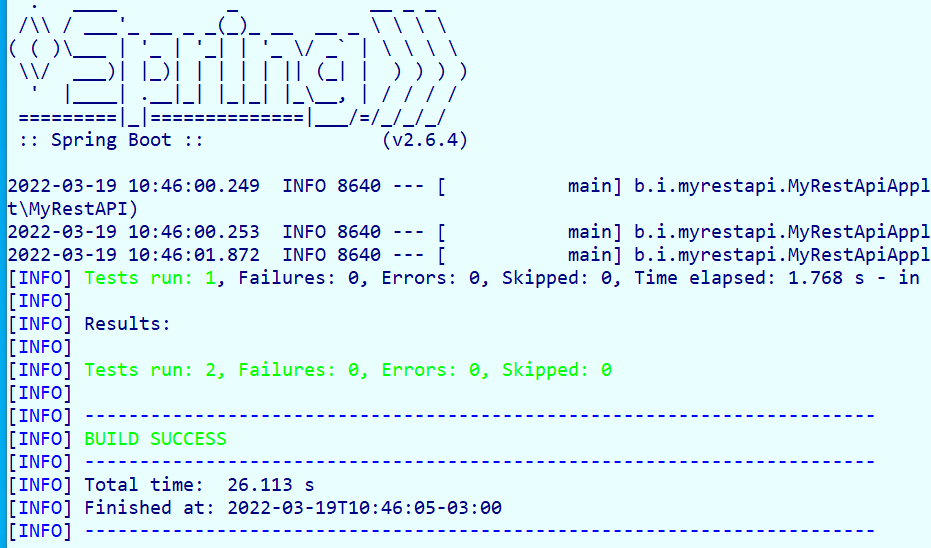 .   ____          _            __ _ _
 /\\ / ___'_ __ _ _(_)_ __  __ _ \ \ \ \
( ( )\___ | '_ | '_| | '_ \/ _` | \ \ \ \
 \\/  ___)| |_)| | | | | || (_| |  ) ) ) )
  '  |____| .__|_| |_|_| |_\__, | / / / /
 =========|_|==============|___/=/_/_/_/
 :: Spring Boot ::                (v2.6.4)
2022-03-19 10:46:00.249  INFO 8640 --- [           main] b.i.myrestapi.MyRestApiAppl
t\MyRestAPI)
2022-03-19 10:46:00.253  INFO 8640 --- [           main] b.i.myrestapi.MyRestApiAppl
2022-03-19 10:46:01.872  INFO 8640 --- [           main] b.i.myrestapi.MyRestApiAppl
[INFO] Tests run: 1, Failures: 0, Errors: 0, Skipped: 0, Time elapsed: 1.768 s - in
[INFO]
[INFO] Results:
[INFO]
[INFO] Tests run: 2, Failures: 0, Errors: 0, Skipped: 0
[INFO]
[INFO] ------------------------------------------------------------------------
[INFO] BUILD SUCCESS
[INFO] ------------------------------------------------------------------------
[INFO] Total time:  26.113 s
[INFO] Finished at: 2022-03-19T10:46:05-03:00
[INFO] ------------------------------------------------------------------------